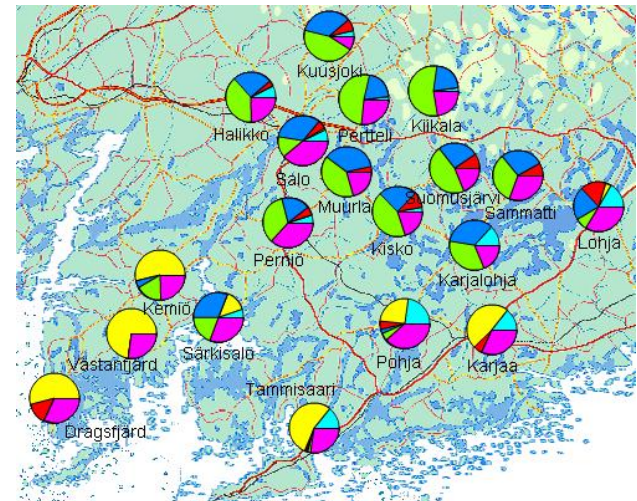 Kuusjoki
Halikko
Pertteli
Kiikala
Salo
Muurla
Suomusjärvi
Sammatti
Lohja
Perniö
Kisko
Karjalohja
Kemiö
Särkisalo
Västanfjärd
Pohja
Karjaa
Tammisaari
Dragsfjärd